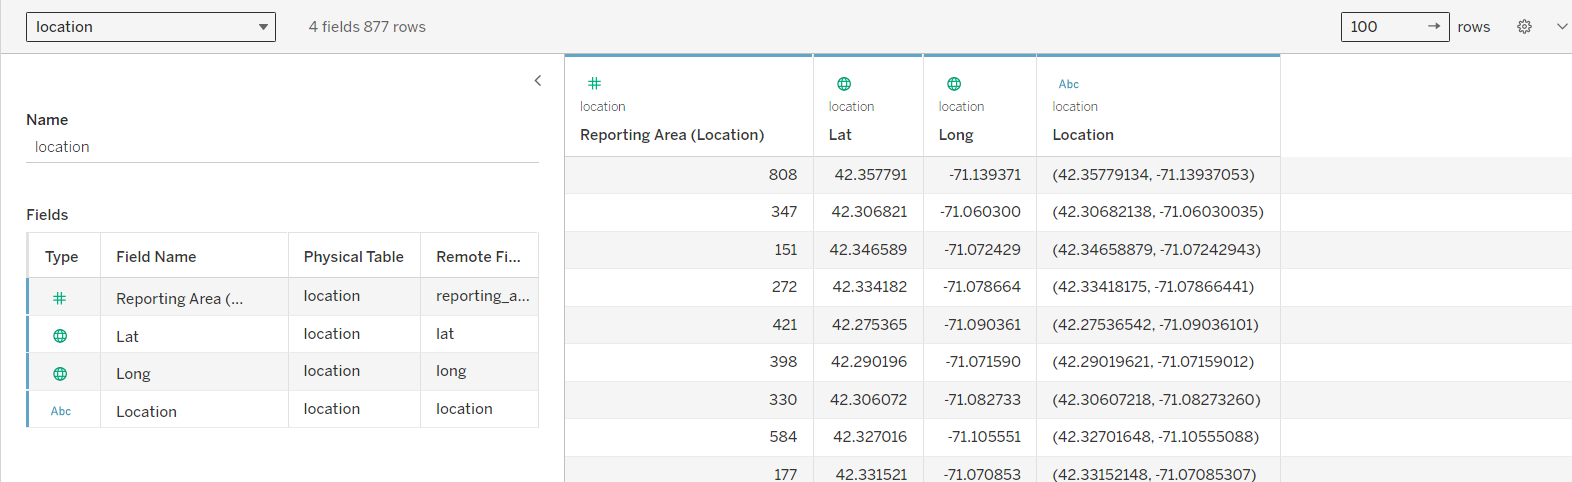 location 4 fields 877 rows 100 rows
Name
location
Fields
Type Field Name Physical Table Remote Fi...
Reporting Area (... location reporting_a...
Lat location lat
Long location long
Abc Location location location
# location Reporting Area (Location)
location Lat
location Long
Abc location Location
808 42.357791 -71.139371 (42.35779134, -71.13937053)
347 42.306821 -71.060300 (42.30682138, -71.06030035)
151 42.346589 -71.072429 (42.34658879, -71.07242943)
272 42.334182 -71.078664 (42.33418175, -71.07866441)
421 42.275365 -71.090361 (42.27536542, -71.09036101)
398 42.290196 -71.071590 (42.29019621, -71.07159012)
330 42.306072 -71.082733 (42.30607218, -71.08273260)
584 42.327016 -71.105551 (42.32701648, -71.10555088)
177 42.331521 -71.070853 (42.33152148, -71.07085307)